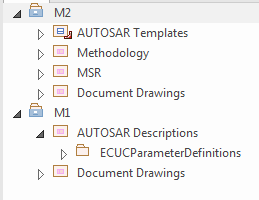 M2
AUTOSAR Templates
Methodology
MSR
Document Drawings
M1
AUTOSAR Descriptions
ECUCParameterDefinitions
Document Drawings